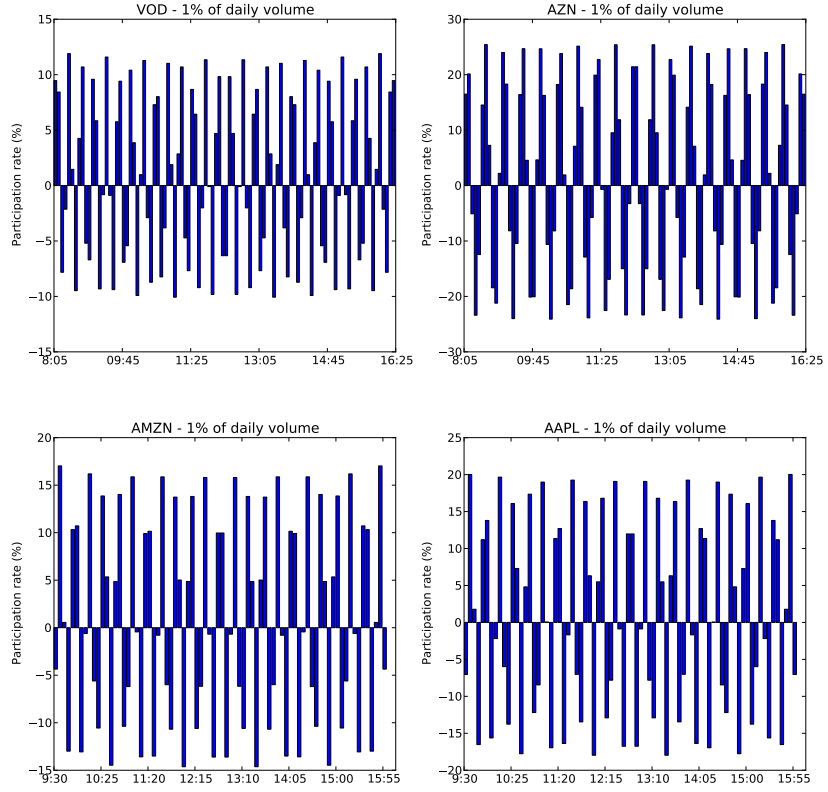 VOD - 1% of daily volume
Participation rate (%)
15
10
5
0
−5
−10
−15
8:05 09:45 11:25 13:05 14:45 16:25
AZN - 1% of daily volume
Participation rate (%)
30
20
10
0
−10
−20
−30
8:05 09:45 11:25 13:05 14:45 16:25
AMZN - 1% of daily volume
Participation rate (%)
20
15
10
5
0
−5
−10
−15
9:30 10:25 11:20 12:15 13:10 14:05 15:00 15:55
AAPL - 1% of daily volume
Participation rate (%)
25
20
15
10
5
0
−5
−10
−15
−20
9:30 10:25 11:20 12:15 13:10 14:05 15:00 15:55